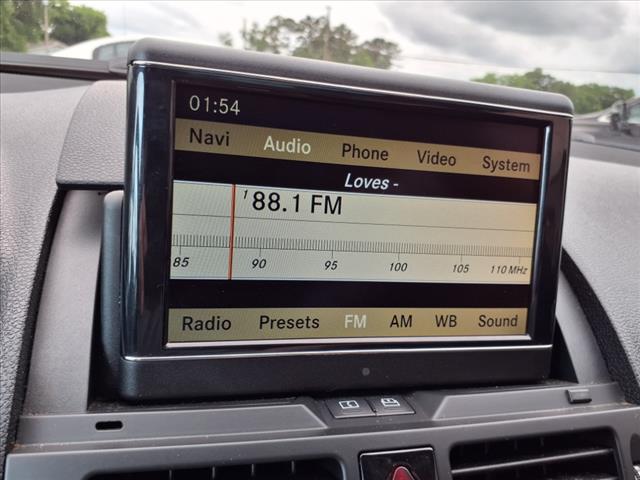 01:54
Navi Audio Phone Video System
Loves -
1 88.1 FM
85 90 95 100 105 110 MHz
Radio Presets FM AM WB Sound